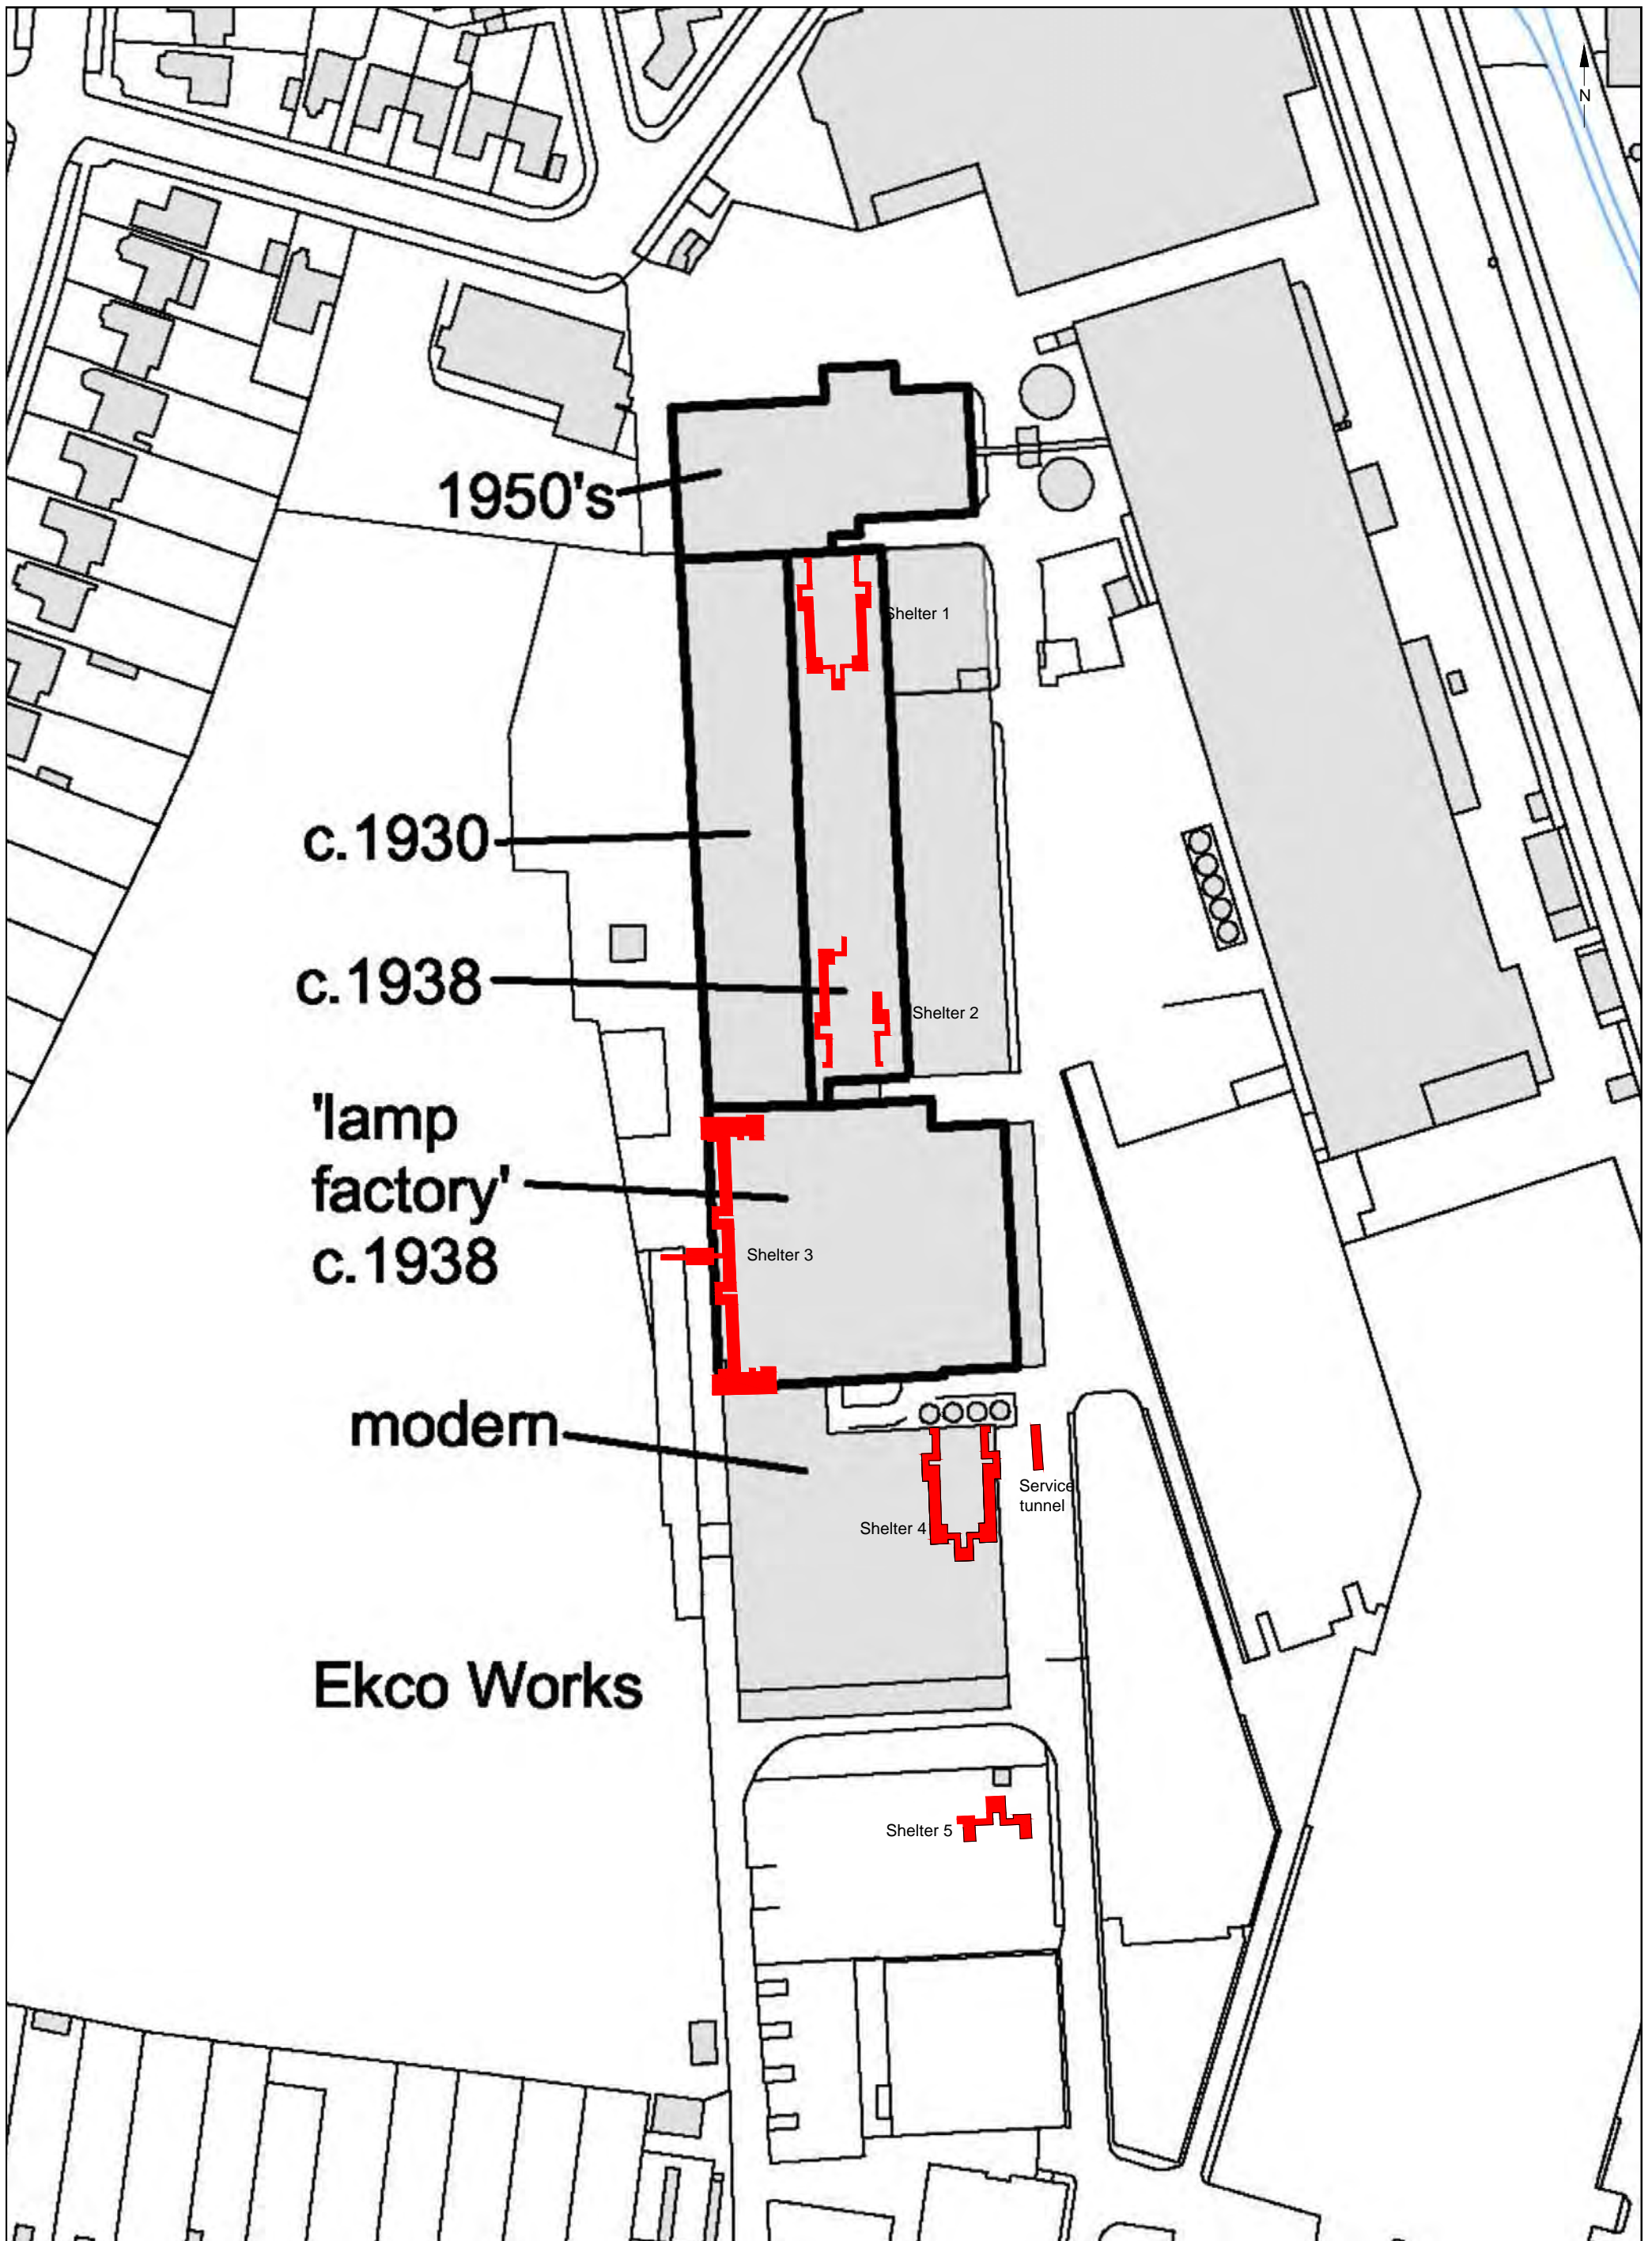 N
1950's
Shelter 1
c.1930
c.1938
Shelter 2
'lamp
factory'
c.1938
Shelter 3
modern
Service
tunnel
Shelter 4
Ekco Works
Shelter 5